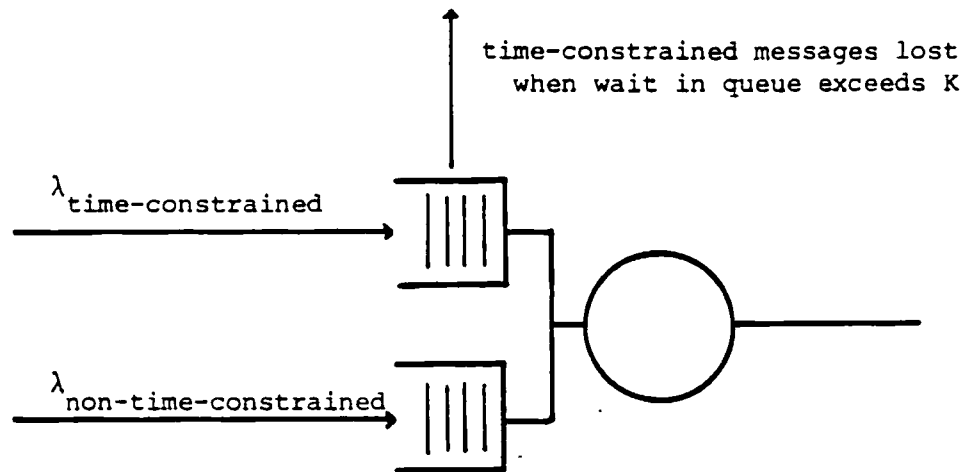 time-constrained messages lost
when wait in queue exceeds K
λtime-constrained
λnon-time-constrained